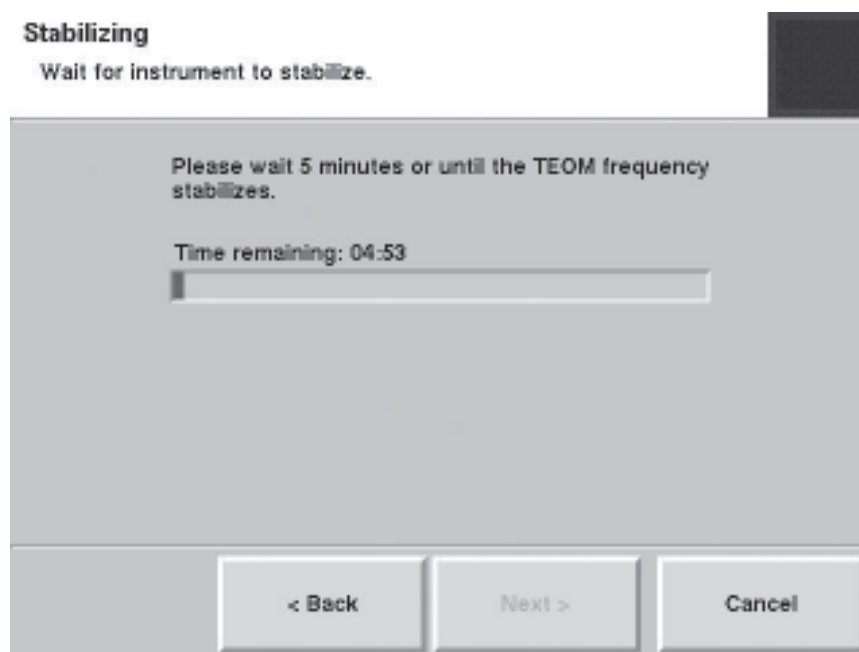 Stabilizing
Wait for instrument to stabilize.
Please wait 5 minutes or until the TEOM frequency
stabilizes.
Time remaining: 04:53
< Back
Next >
Cancel